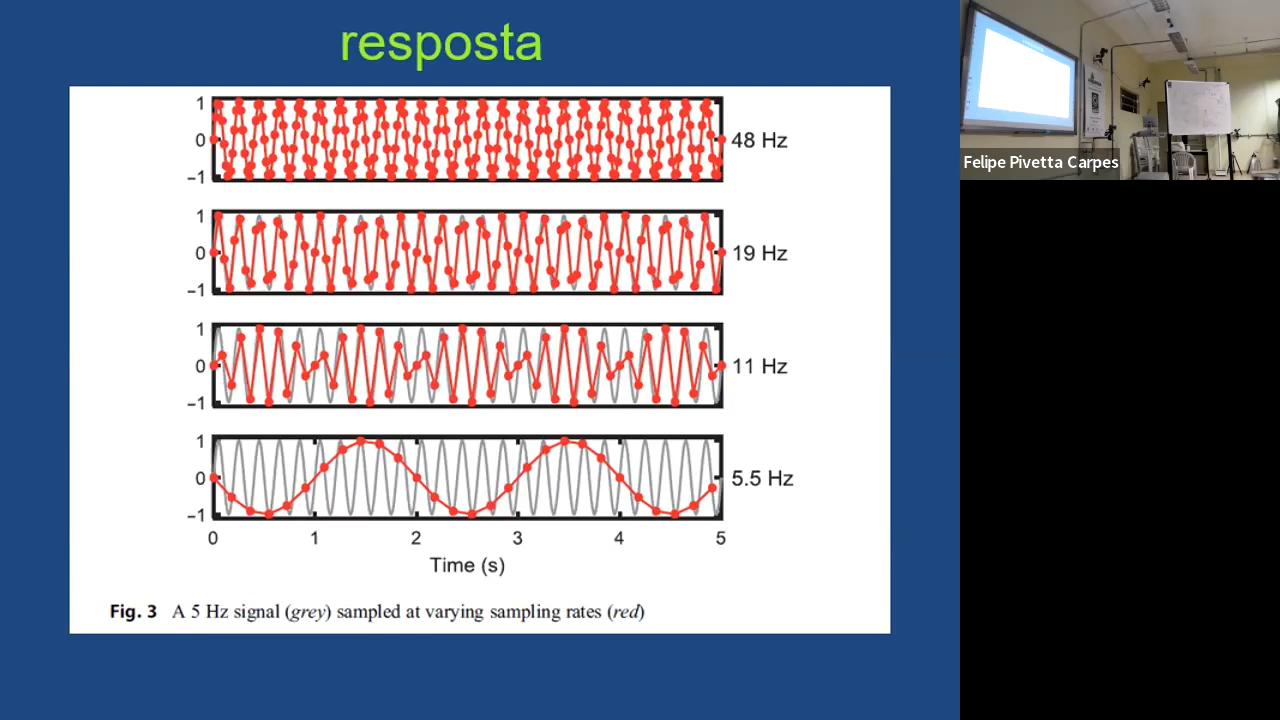 resposta
1
0
−1
48 Hz
1
0
−1
19 Hz
1
0
−1
11 Hz
1
0
−1
5.5 Hz
0 1 2 3 4 5
Time (s)
Fig. 3 A 5 Hz signal (grey) sampled at varying sampling rates (red)
Felipe Pivetta Carpes